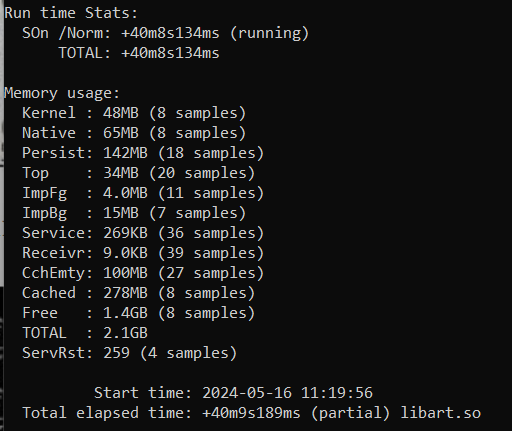 Run time Stats:
SOn /Norm: +40m8s134ms (running)
TOTAL: +40m8s134ms
Memory usage:
Kernel : 48MB (8 samples)
Native : 65MB (8 samples)
Persist: 142MB (18 samples)
Top    : 34MB (20 samples)
ImpFg  : 4.0MB (11 samples)
ImpBg  : 15MB (7 samples)
Service: 269KB (36 samples)
Receivr: 9.0KB (39 samples)
CchEmty: 100MB (27 samples)
Cached : 278MB (8 samples)
Free   : 1.4GB (8 samples)
TOTAL  : 2.1GB
ServRst: 259 (4 samples)
Start time: 2024-05-16 11:19:56
Total elapsed time: +40m9s189ms (partial) libart.so